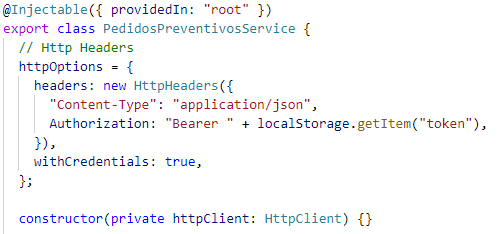 @Injectable({ providedIn: "root" })
export class PedidosPreventivosService {
  // Http Headers
  httpOptions = {
    headers: new HttpHeaders({
      "Content-Type": "application/json",
      Authorization: "Bearer " + localStorage.getItem("token"),
    }),
    withCredentials: true,
  };

  constructor(private httpClient: HttpClient) {}